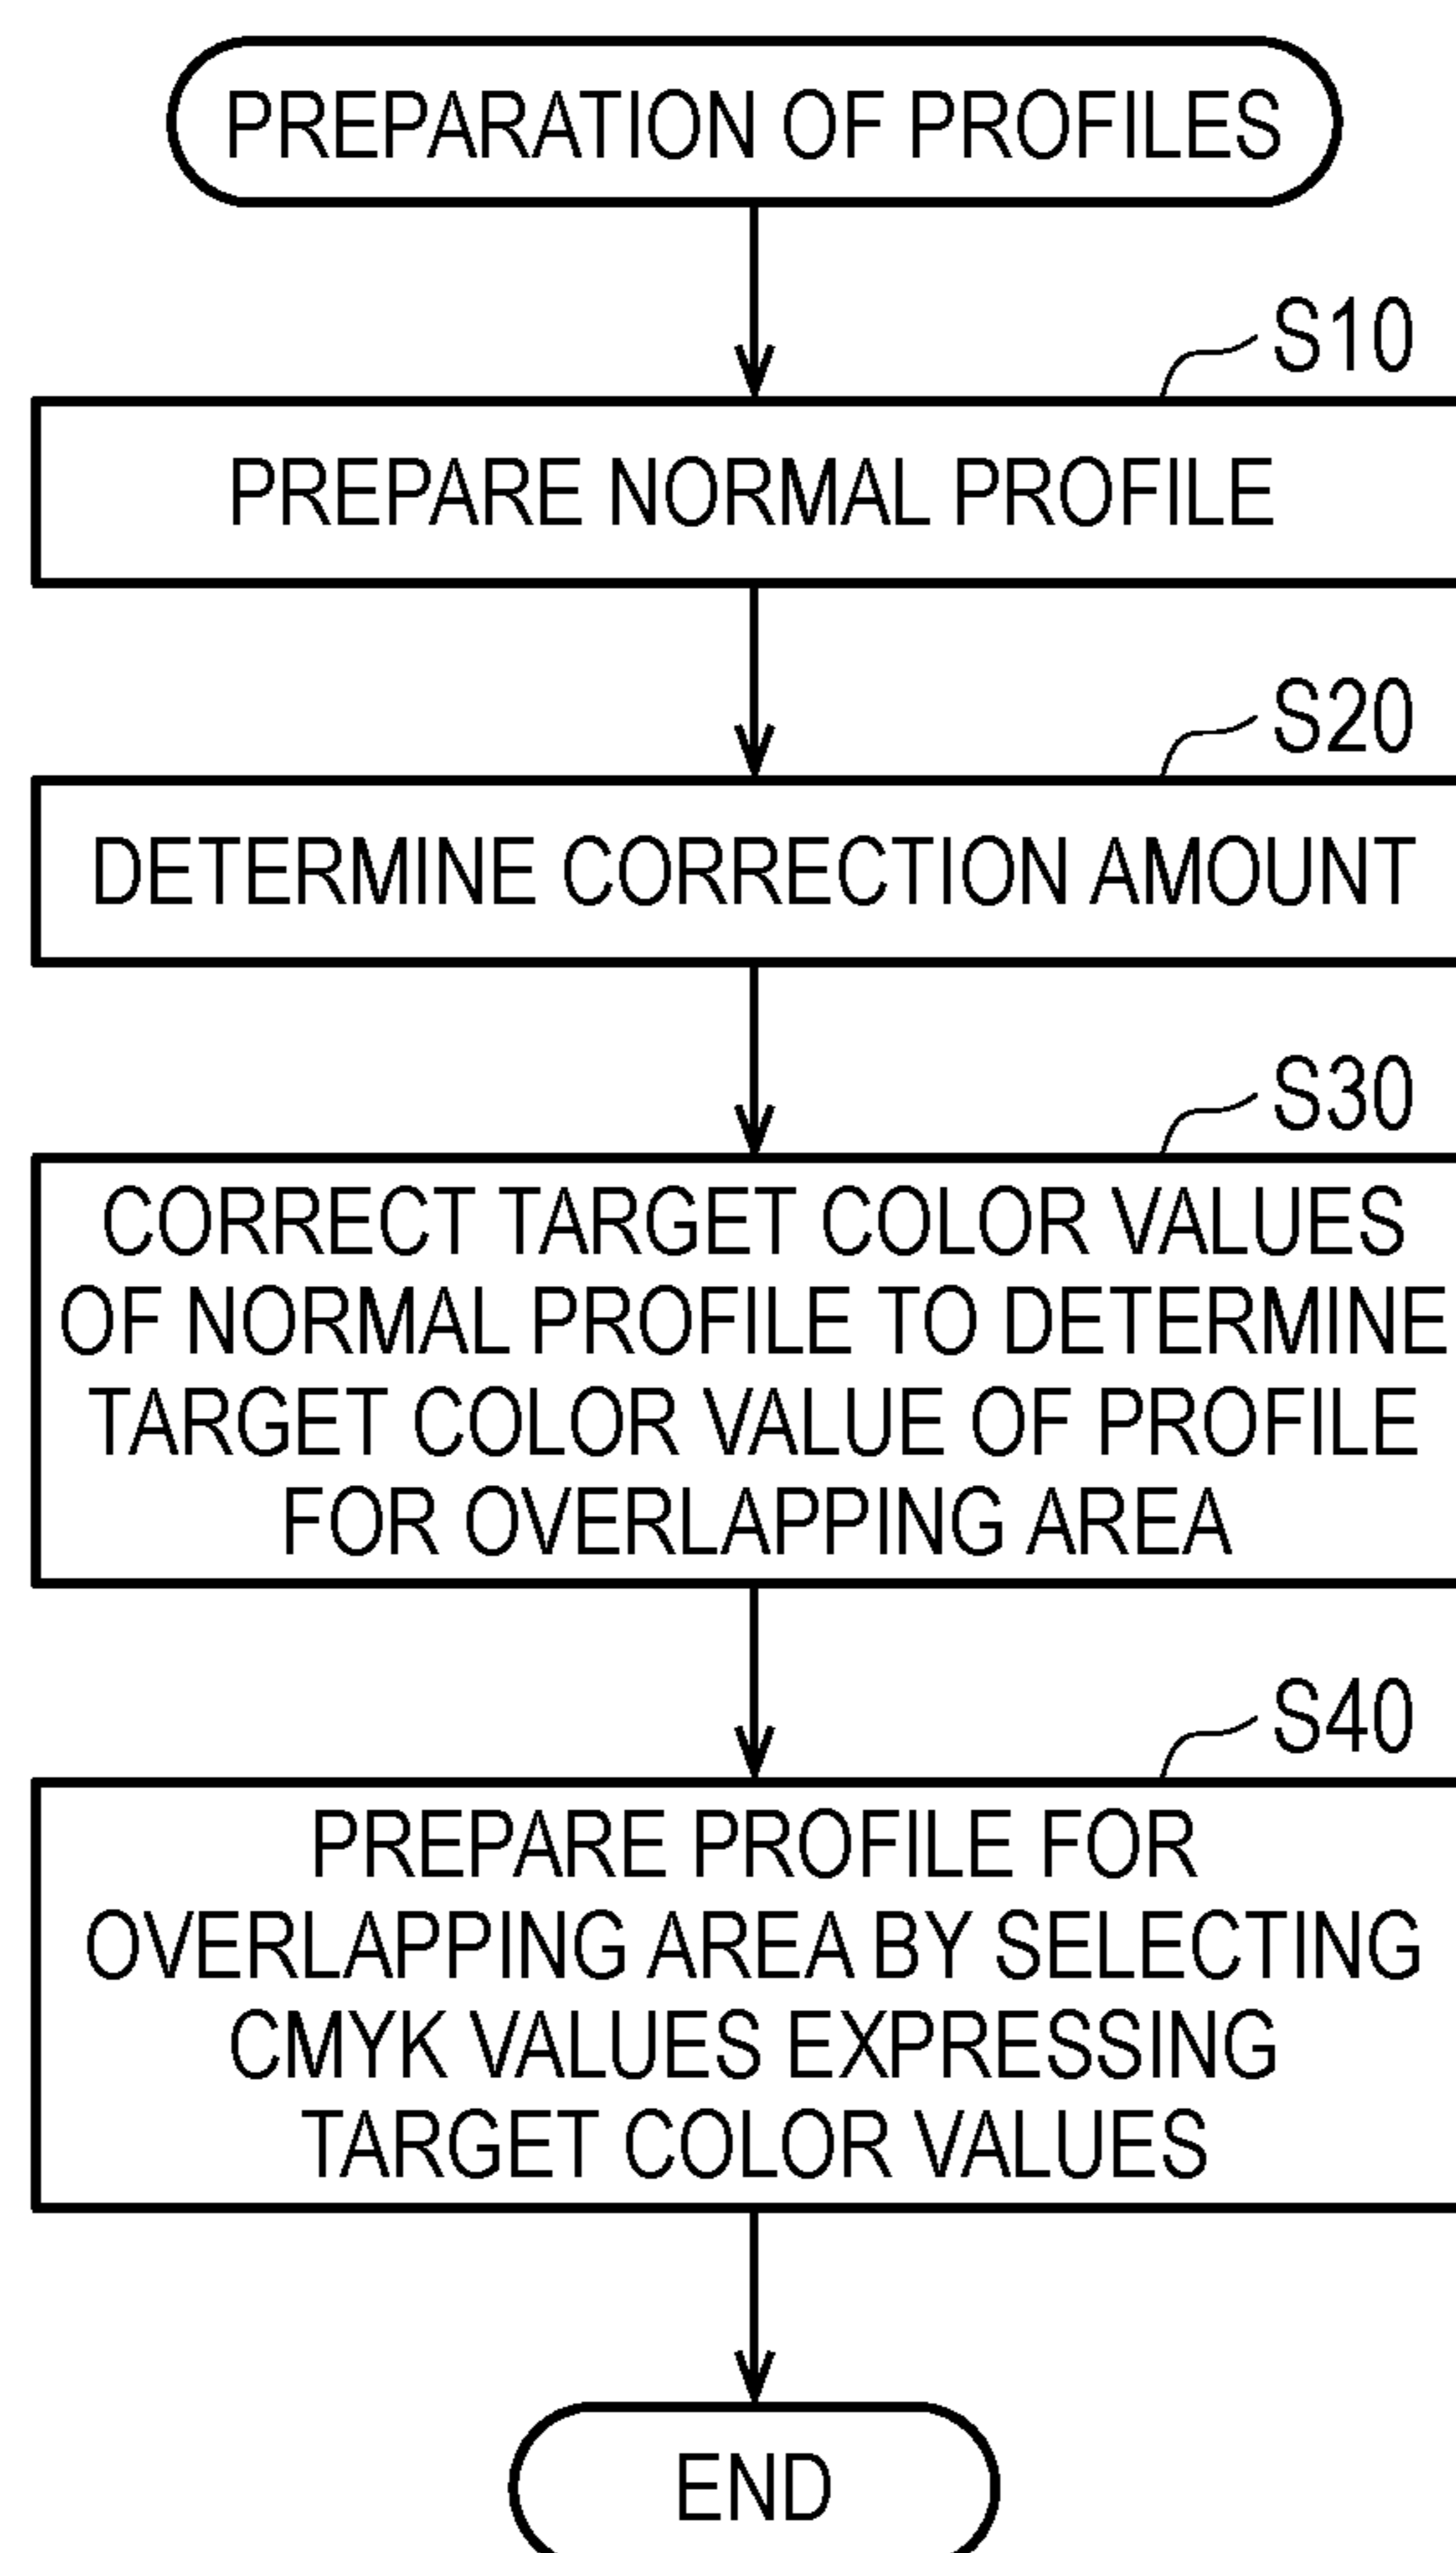 PREPARATION OF PROFILES
S10
PREPARE NORMAL PROFILE
S20
DETERMINE CORRECTION AMOUNT
S30
CORRECT TARGET COLOR VALUES
OF NORMAL PROFILE TO DETERMINE
TARGET COLOR VALUE OF PROFILE
FOR OVERLAPPING AREA
S40
PREPARE PROFILE FOR
OVERLAPPING AREA BY SELECTING
CMYK VALUES EXPRESSING
TARGET COLOR VALUES
END